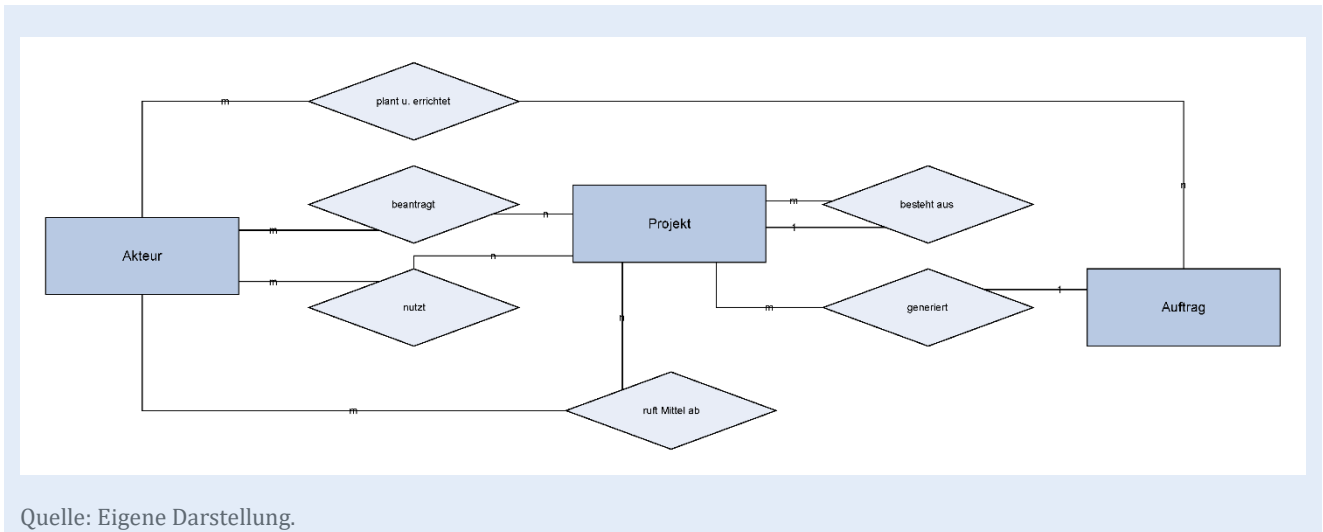 m
plant u. errichtet
beantragt
n
m
Projekt
m
besteht aus
1
n
Akteur
m
n
nutzt
n
m
generiert
1
Auftrag
m
ruft Mittel ab
Quelle: Eigene Darstellung.